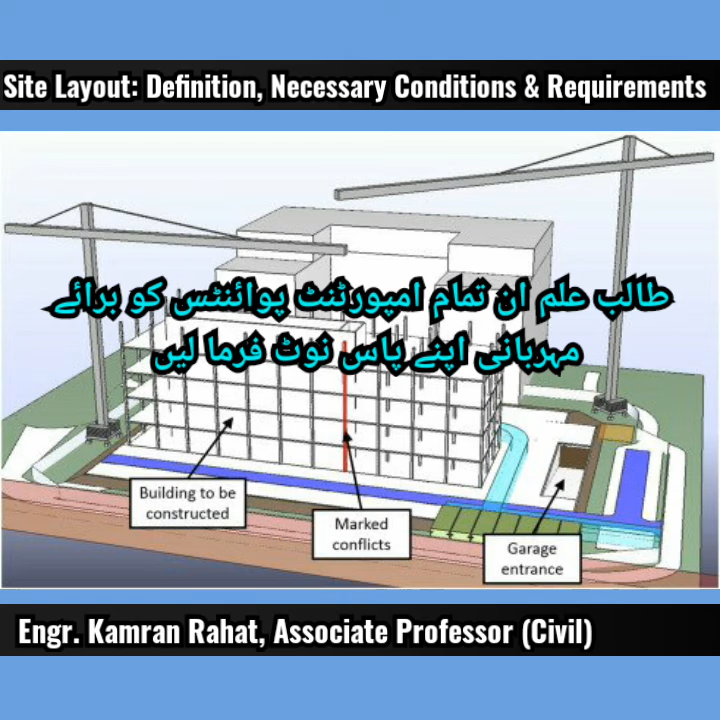 Site Layout: Definition, Necessary Conditions & Requirements
طالب علم ان تمام امپورٹنٹ پوائنٹس کو برائے
مہربانی اپنے پاس نوٹ فرما لیں
Building to be
constructed
Marked
conflicts
Garage
entrance
Engr. Kamran Rahat, Associate Professor (Civil)